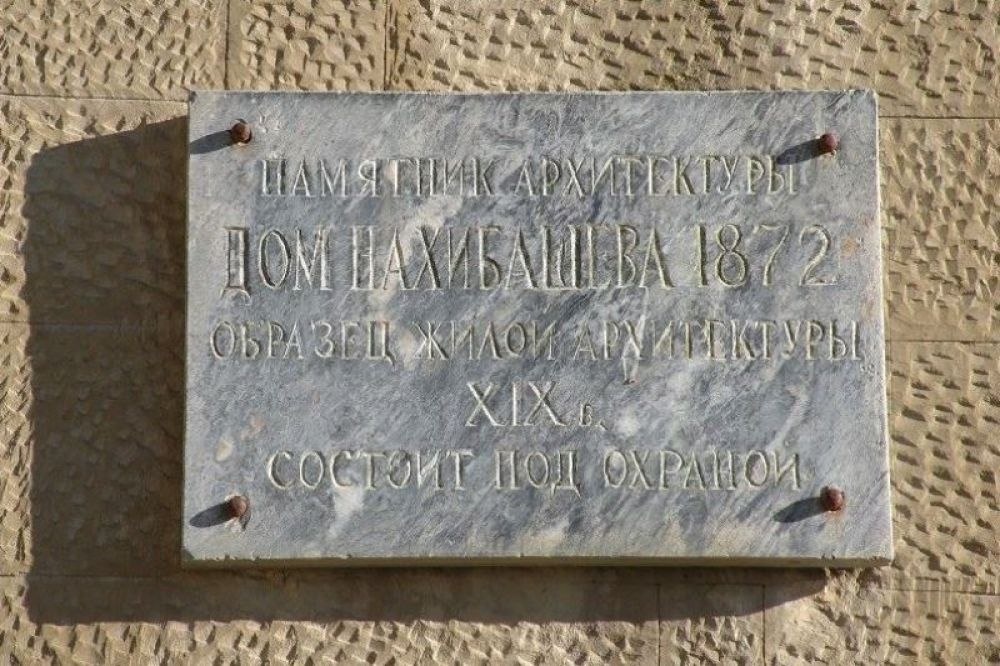 ПАМЯТНИК АРХИТЕКТУРЫ
ДОМ НАХИБАШЕВА 1872
ОБРАЗЕЦ ЖИЛОЙ АРХИТЕКТУРЫ
XIX в.
СОСТОИТ ПОД ОХРАНОЙ